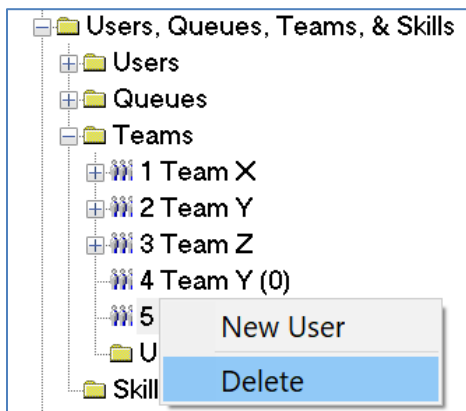 Users, Queues, Teams, & Skills
Users
Queues
Teams
1 Team X
2 Team Y
3 Team Z
4 Team Y (0)
5
New User
Delete